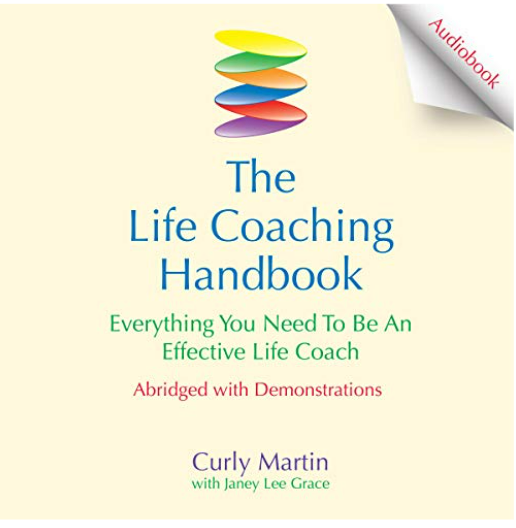 Audiobook
The
Life Coaching
Handbook
Everything You Need To Be An
Effective Life Coach
Abridged with Demonstrations
Curly Martin
with Janey Lee Grace